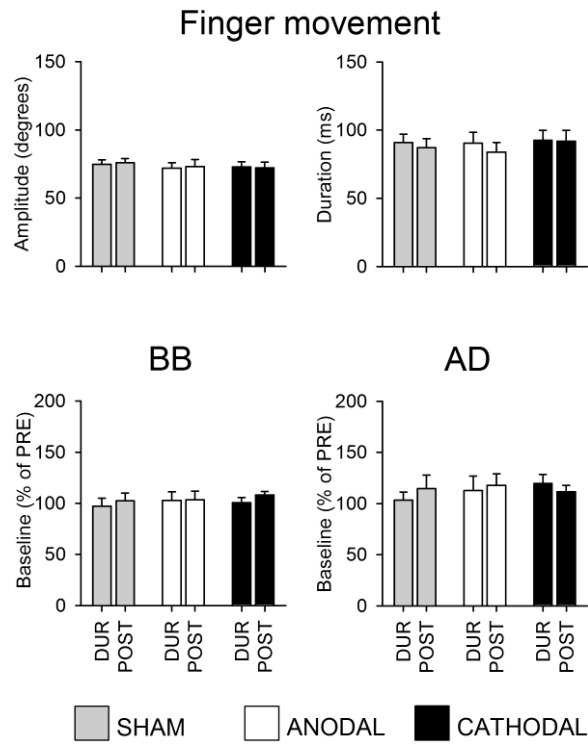 Finger movement
Amplitude (degrees)
150
100
50
0
Duration (ms)
150
100
50
0
BB
Baseline (% of PRE)
200
150
100
50
0
DUR
POST
DUR
POST
DUR
POST
AD
Baseline (% of PRE)
200
150
100
50
0
DUR
POST
DUR
POST
DUR
POST
SHAM ANODAL CATHODAL